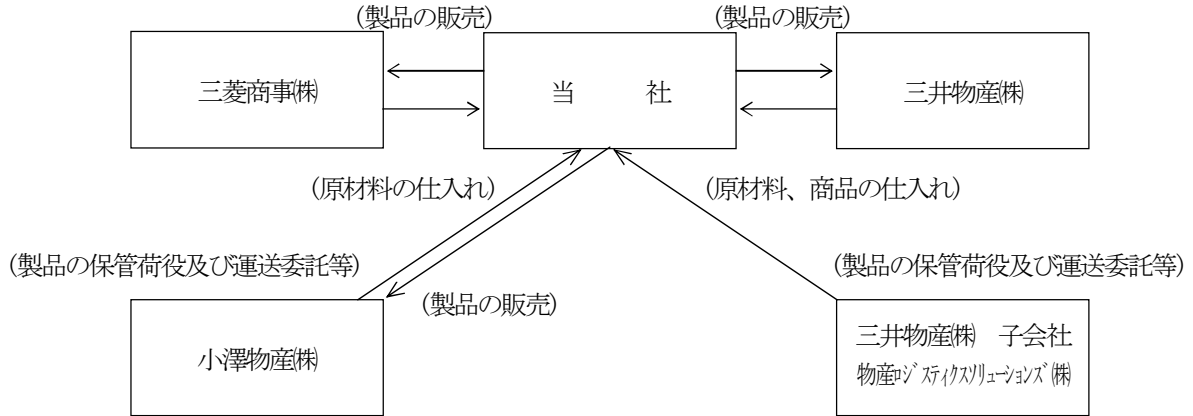 (製品の販売) (製品の販売)
三菱商事㈱ 当 社 三井物産㈱
(原材料の仕入れ) (原材料、商品の仕入れ)
(製品の保管荷役及び運送委託等) (製品の保管荷役及び運送委託等)
(製品の販売)
小澤物産㈱
三井物産㈱ 子会社
物産ﾛｼﾞｽﾃｨｸｽｿﾘｭｰｼｮﾝｽﾞ㈱